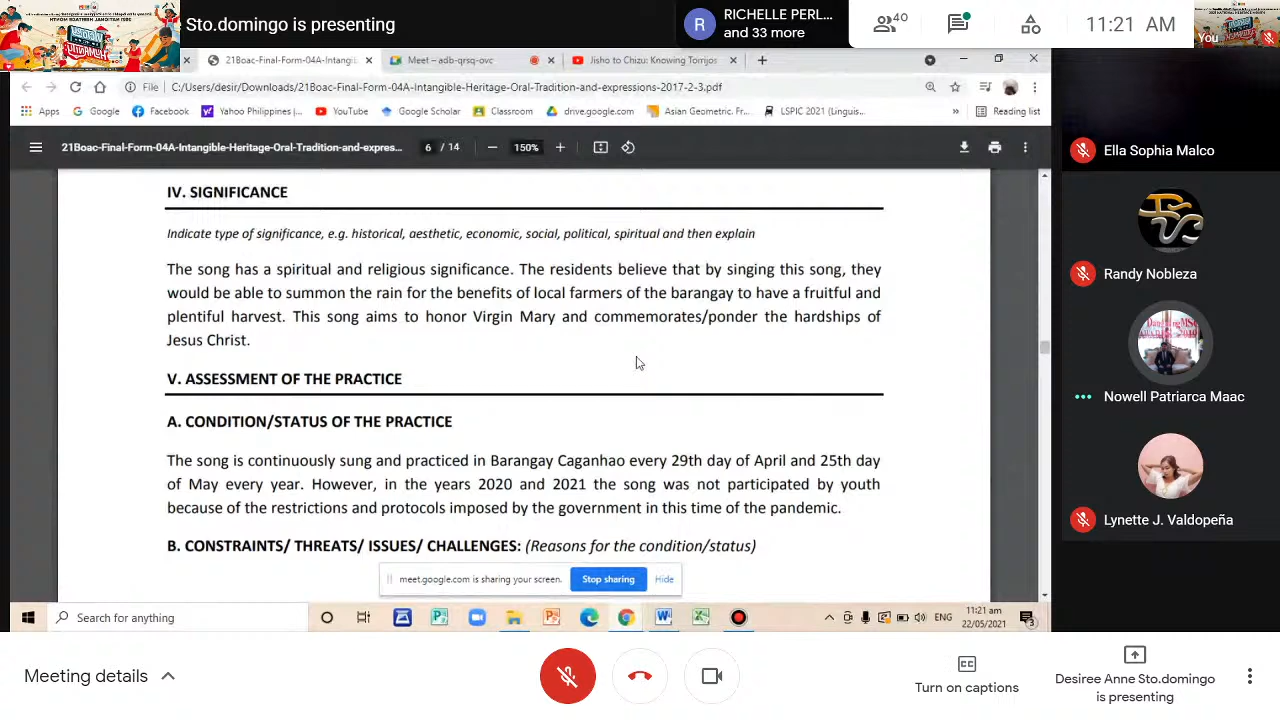 Sto.domingo is presenting
R
RICHELLE PERL...
and 33 more
40
11:21 AM
You
21Boac-Final-Form-04A-Intangib
Meet – adb-qrsq-ovc
Jisho to Chizu: Knowing Torrijos
File
C:/Users/desir/Downloads/21Boac-Final-Form-04A-Intangible-Heritage-Oral-Tradition-and-expressions-2017-2-3.pdf
Apps
Google
Facebook
Yahoo Philippines |...
YouTube
Google Scholar
Classroom
drive.google.com
Asian Geometric. Fr...
LSPIC 2021 (Linguis...
»
Reading list
21Boac-Final-Form-04A-Intangible-Heritage-Oral-Tradition-and-expres...
6 / 14
150%
IV. SIGNIFICANCE
Indicate type of significance, e.g. historical, aesthetic, economic, social, political, spiritual and then explain
The song has a spiritual and religious significance. The residents believe that by singing this song, they
would be able to summon the rain for the benefits of local farmers of the barangay to have a fruitful and
plentiful harvest. This song aims to honor Virgin Mary and commemorates/ponder the hardships of
Jesus Christ.
V. ASSESSMENT OF THE PRACTICE
A. CONDITION/STATUS OF THE PRACTICE
The song is continuously sung and practiced in Barangay Caganhao every 29th day of April and 25th day
of May every year. However, in the year 2020 and 2021 the song was not participated by youth
because of the restrictions and protocols imposed by the government in this time of the pandemic.
B. CONSTRAINTS/ THREATS/ ISSUES/ CHALLENGES: (Reasons for the condition/status)
meet.google.com is sharing your screen.
Stop sharing
Hide
Search for anything
ENG
11:21 am
22/05/2021
3
Ella Sophia Malco
Randy Nobleza
Nowell Patriarca Maac
Lynette J. Valdopeña
Meeting details
Turn on captions
Desiree Anne Sto.domingo
is presenting